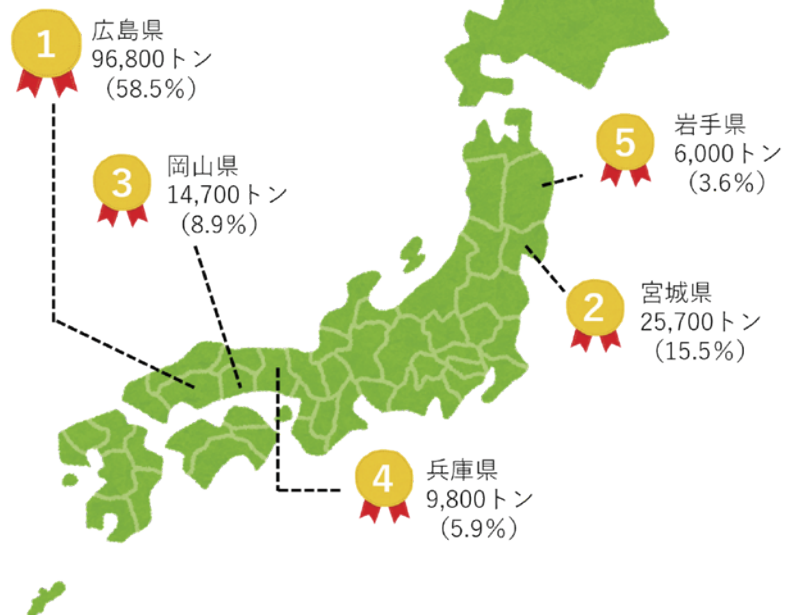 1
広島県
96,800トン
（58.5％）
3
岡山県
14,700トン
（8.9％）
5
岩手県
6,000トン
（3.6％）
2
宮城県
25,700トン
（15.5％）
4
兵庫県
9,800トン
（5.9％）